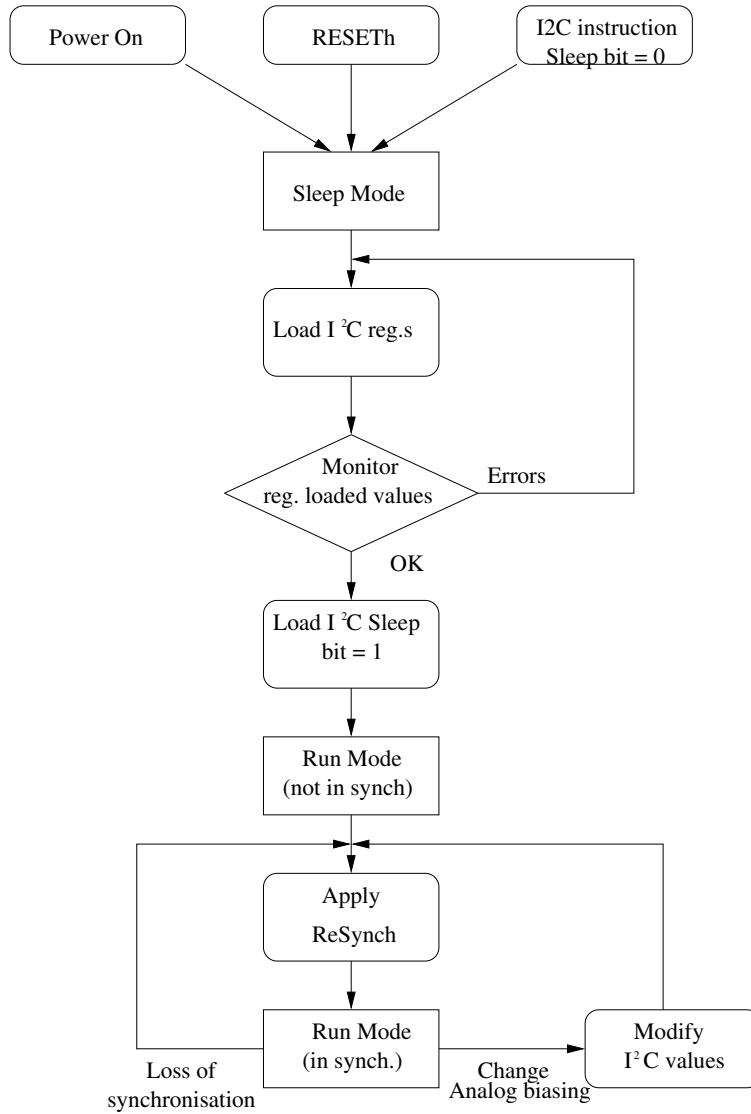 Power On
RESETh
I2C instruction
Sleep bit = 0
Sleep Mode
Load I ²C reg.s
Monitor
reg. loaded values
Errors
OK
Load I ²C Sleep
bit = 1
Run Mode
(not in synch)
Apply
ReSynch
Run Mode
(in synch.)
Loss of
synchronisation
Change
Analog biasing
Modify
I² C values